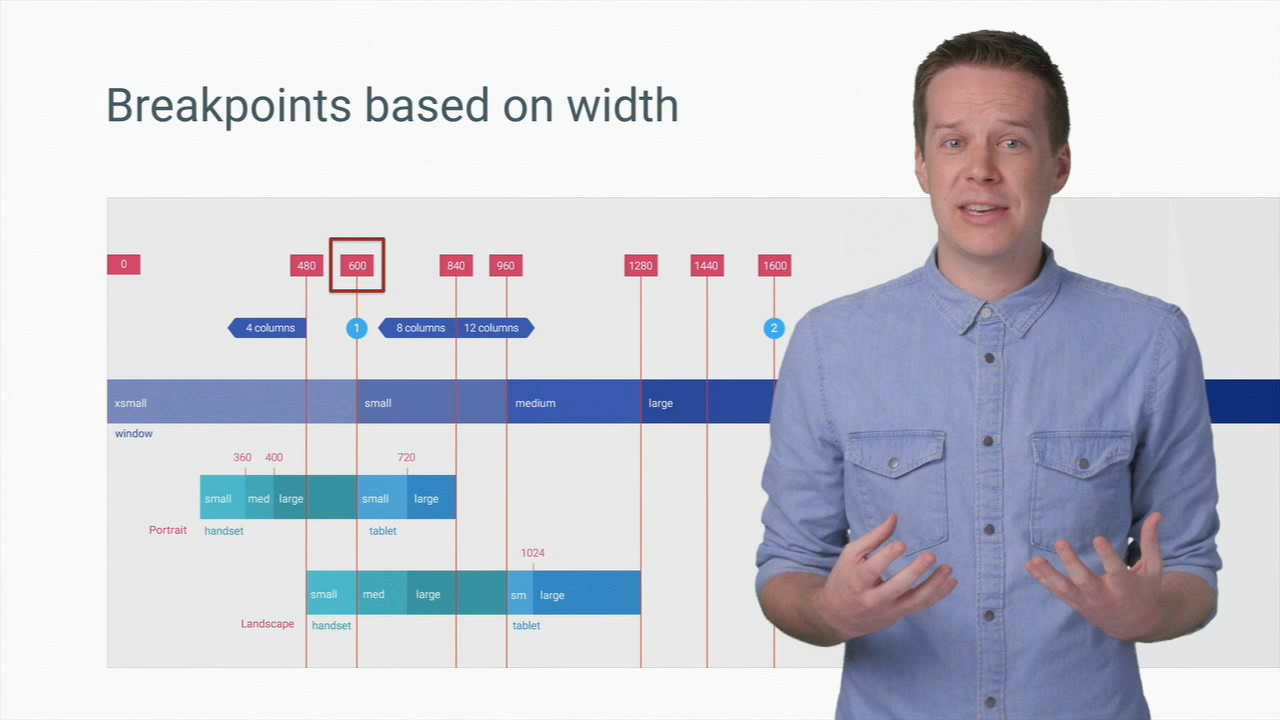 Breakpoints based on width
0 480 600 840 960 1280 1440 1600
4 columns 1 8 columns 12 columns 2
xsmall small medium large
window
360 400 720
small med large small large
Portrait handset tablet
1024
small med large sm large
Landscape handset tablet